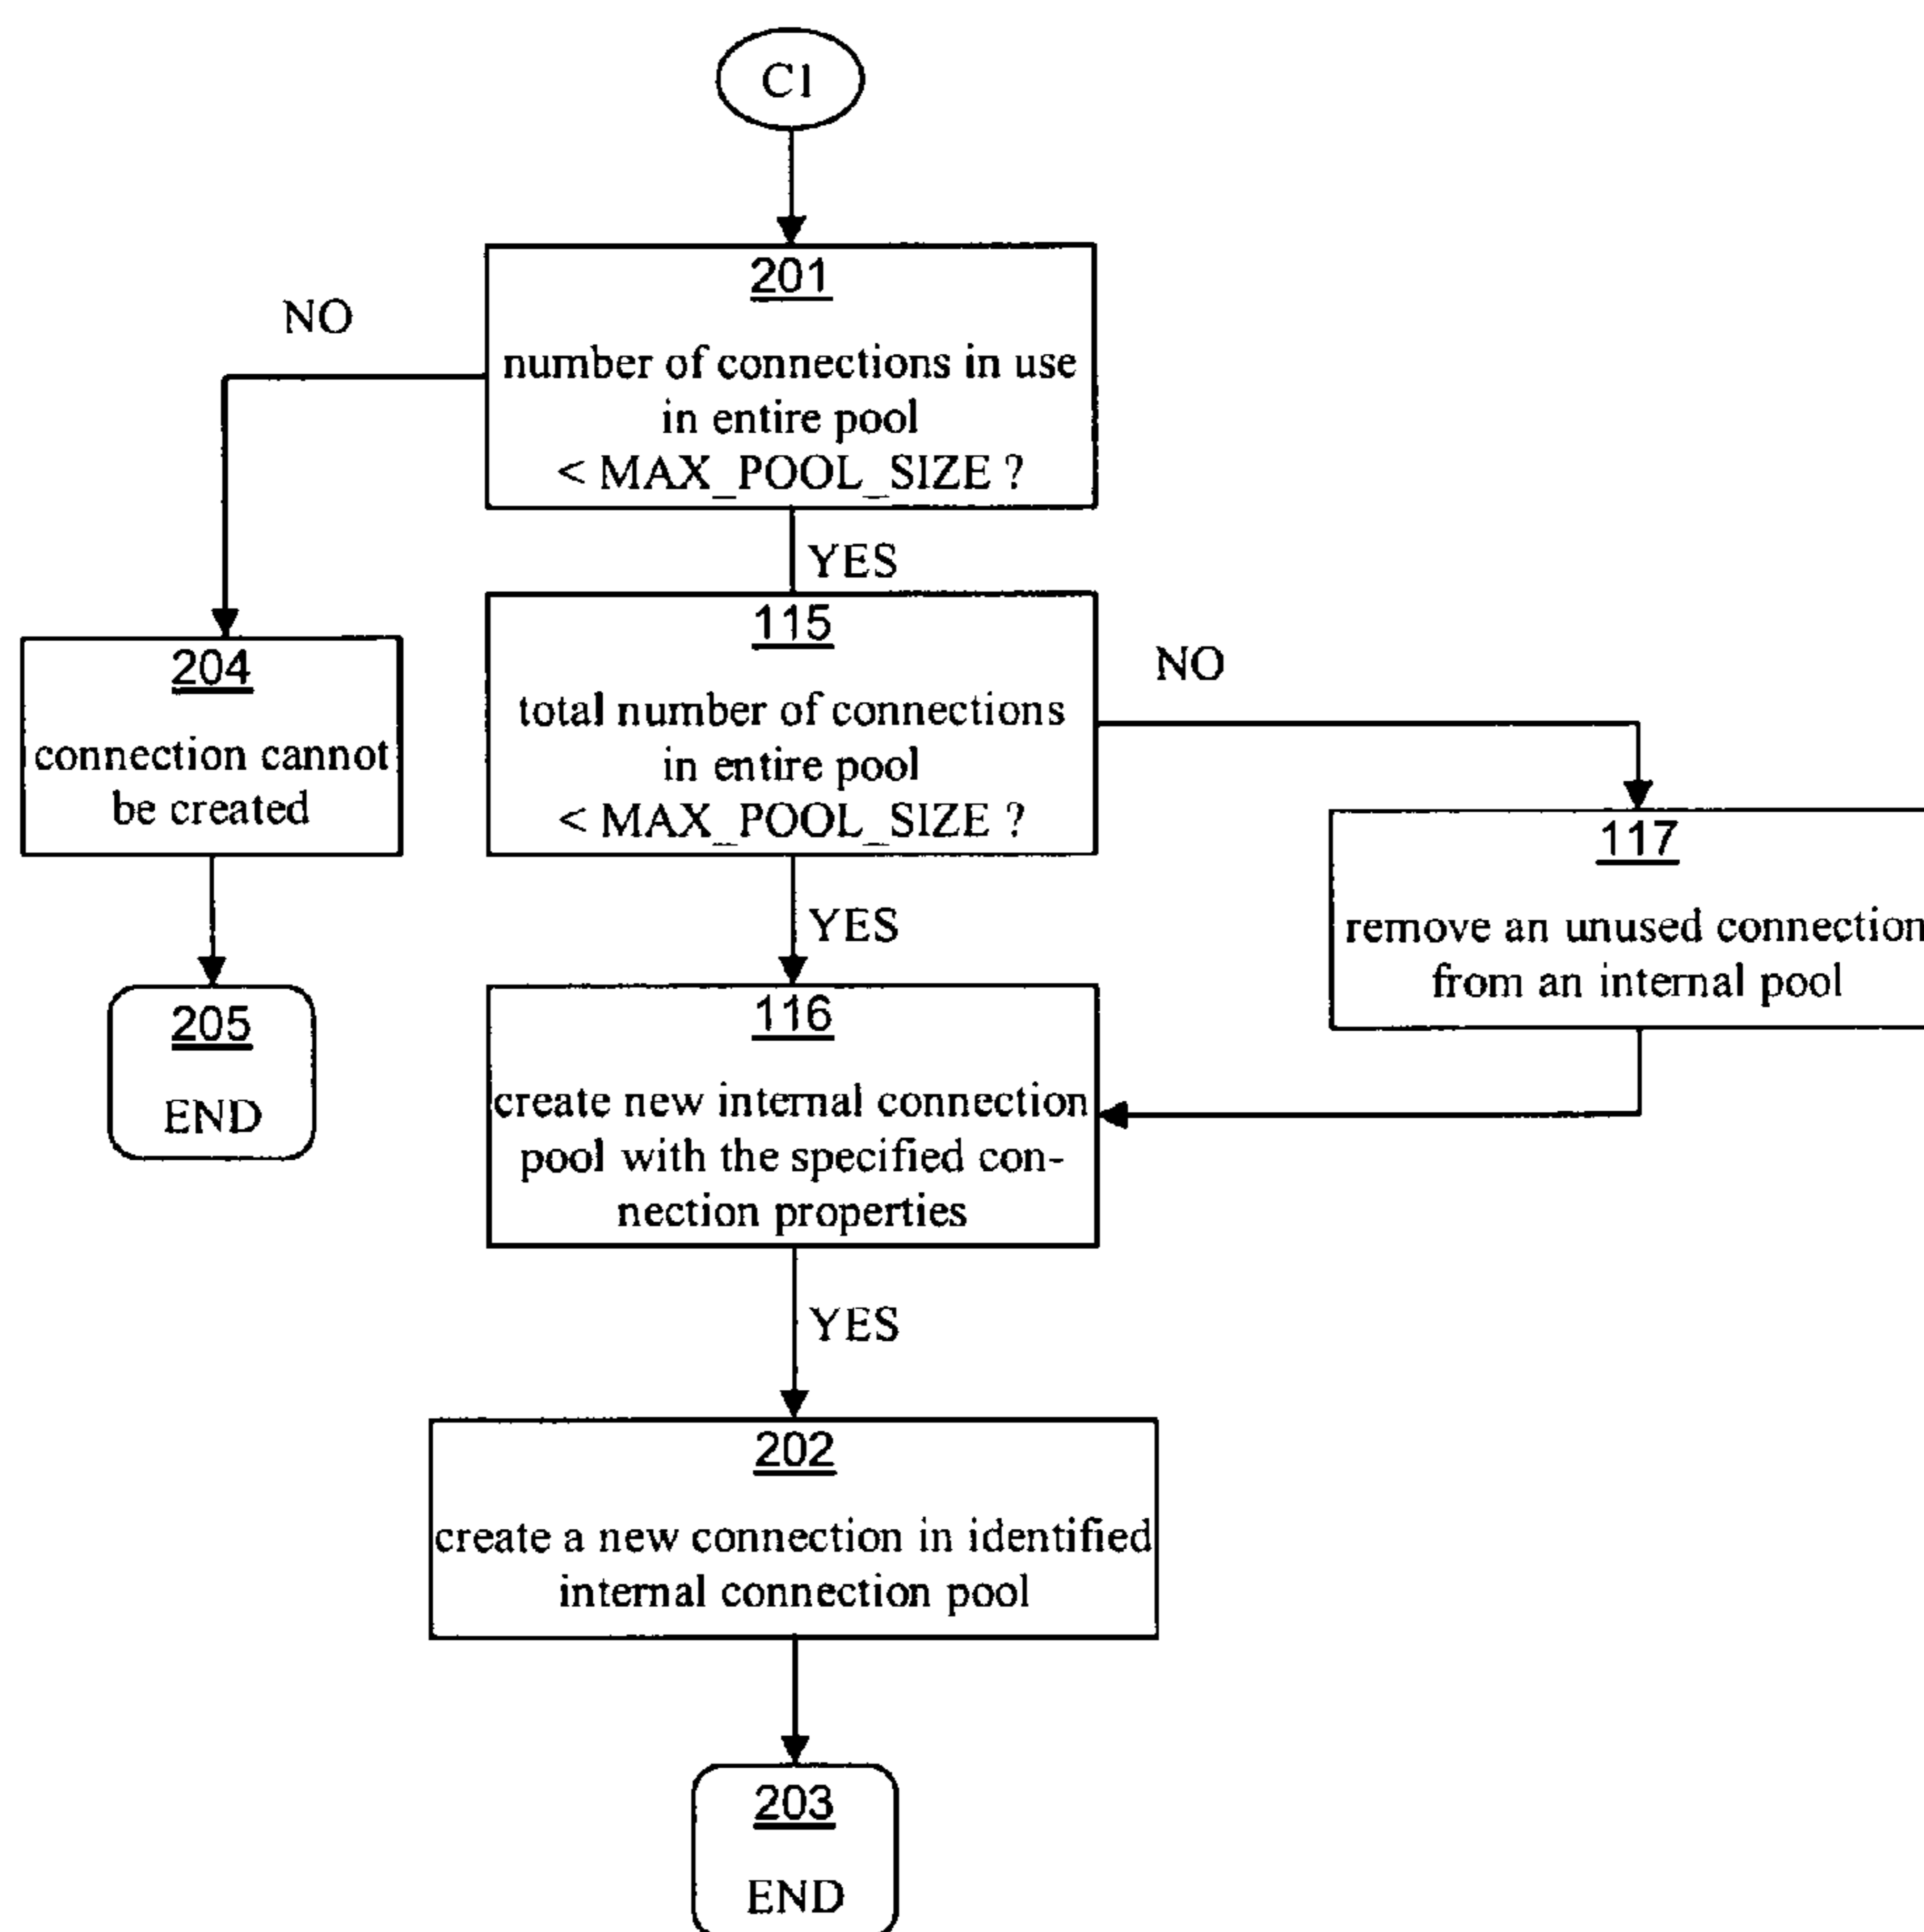 C1
201
number of connections in use
in entire pool
< MAX_POOL_SIZE ?
NO
YES
115
total number of connections
in entire pool
< MAX_POOL_SIZE ?
NO
204
connection cannot
be created
117
remove an unused connection
from an internal pool
YES
205
END
116
create new internal connection
pool with the specified con-
nection properties
YES
202
create a new connection in identified
internal connection pool
203
END